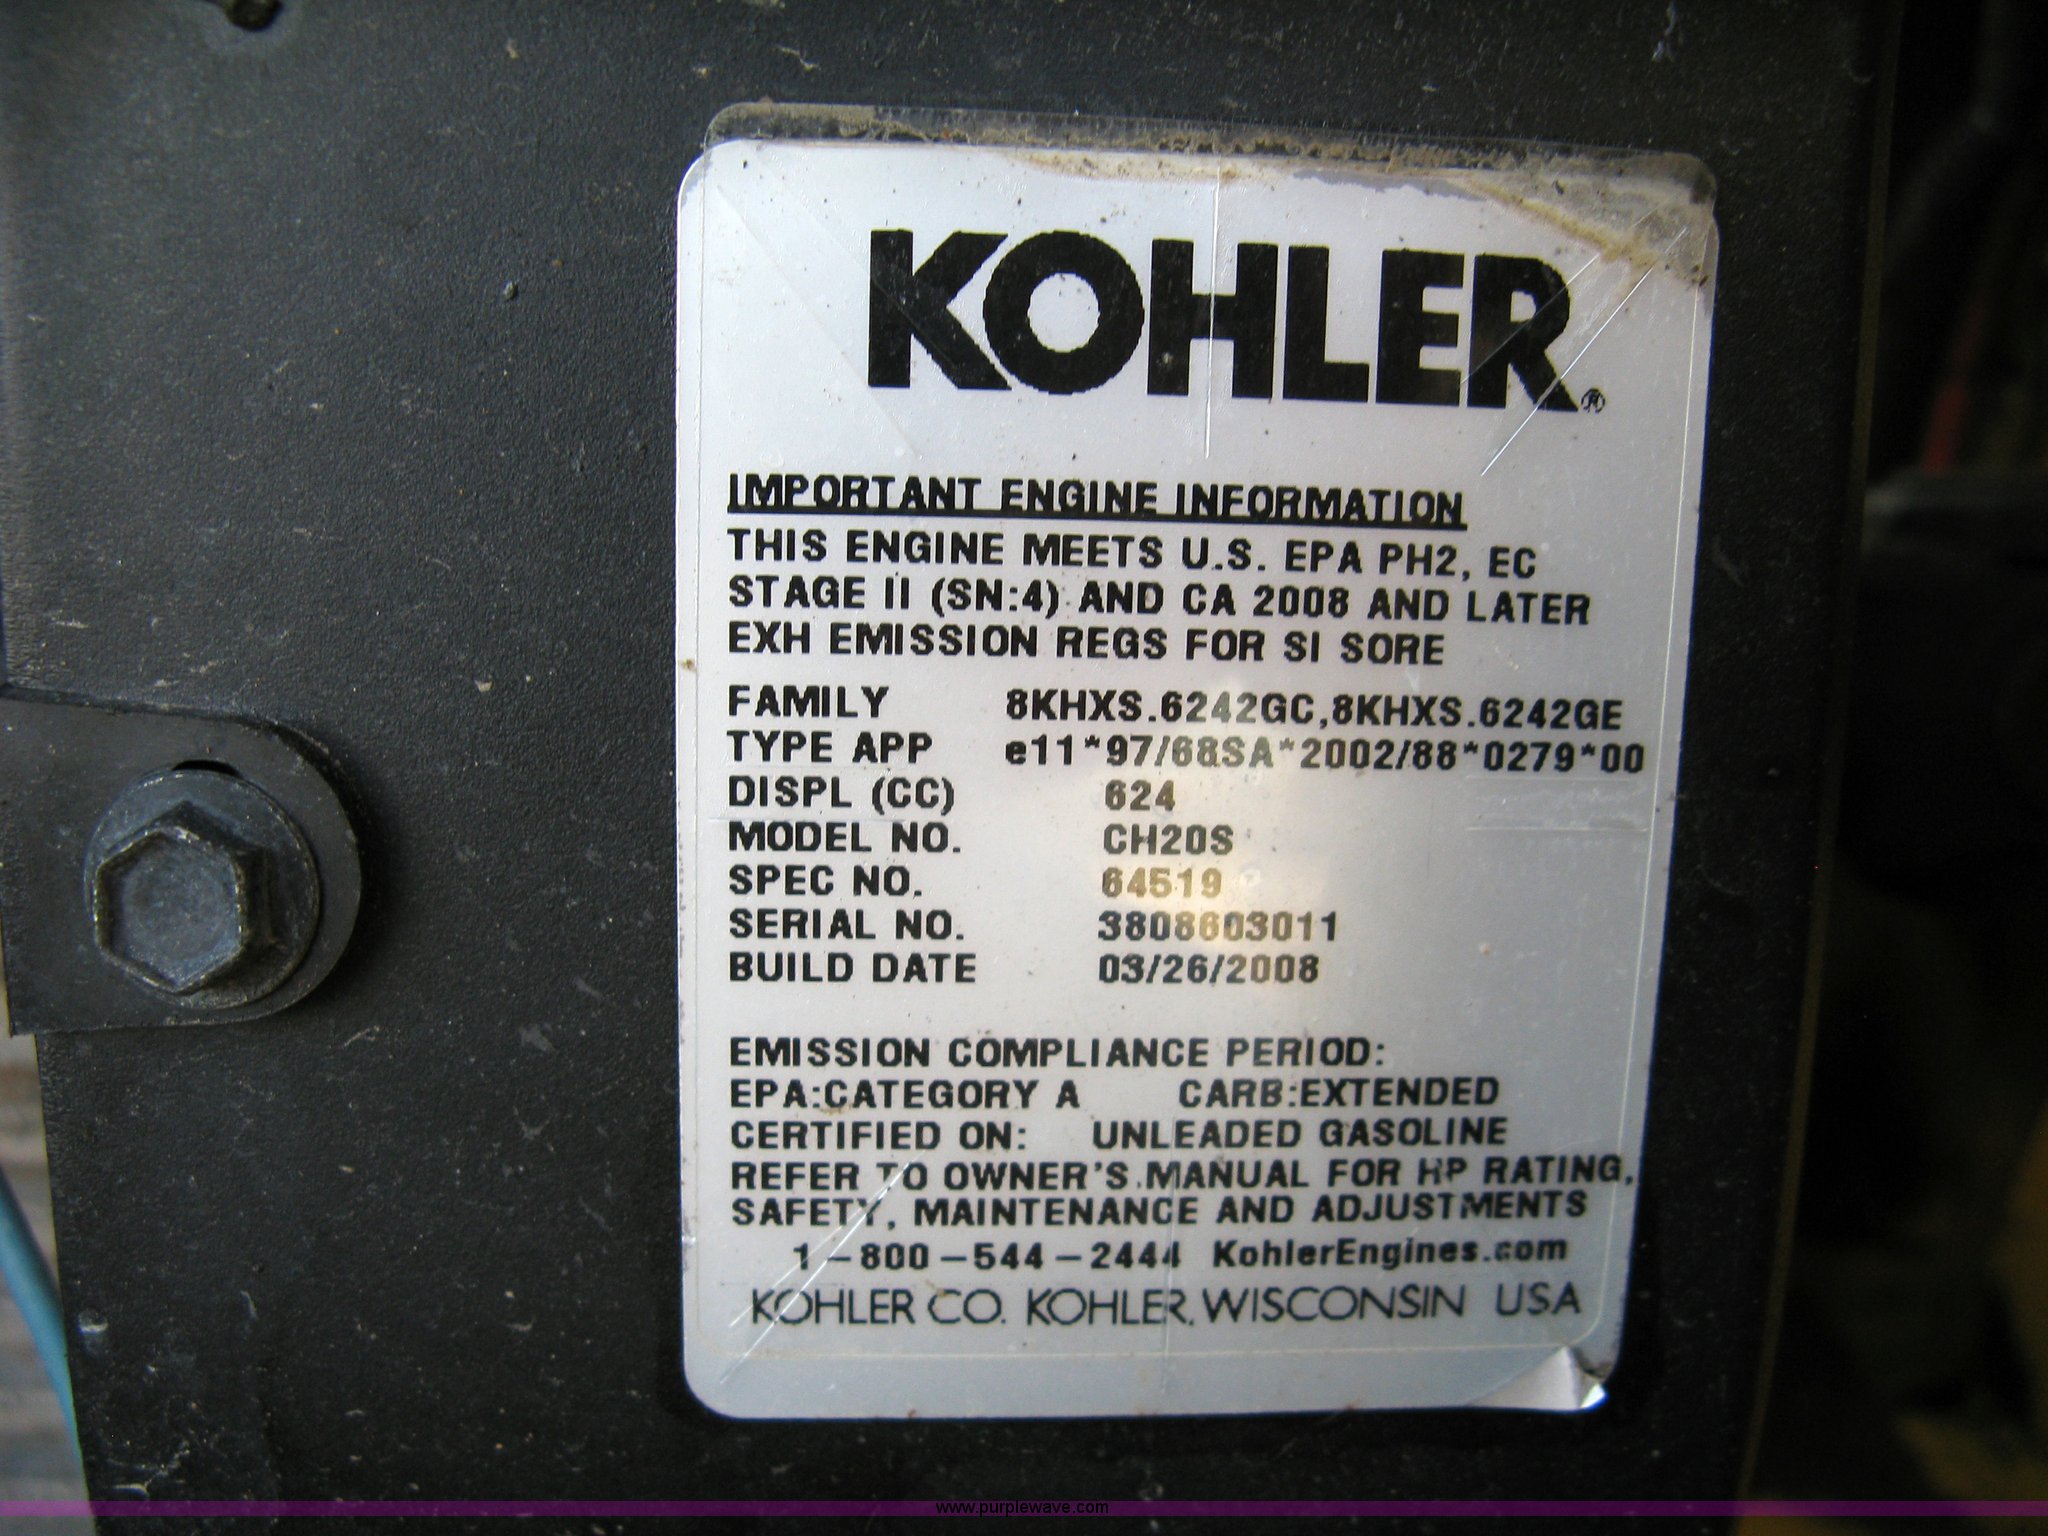 KOHLER®
IMPORTANT ENGINE INFORMATION
THIS ENGINE MEETS U.S. EPA PH2, EC
STAGE II (SN:4) AND CA 2008 AND LATER
EXH EMISSION REGS FOR SI SORE
FAMILY 8KHXS.6242GC,8KHXS.6242GE
TYPE APP e11*97/68SA*2002/88*0279*00
DISPL (CC) 624
MODEL NO. CH20S
SPEC NO. 64519
SERIAL NO. 3808603011
BUILD DATE 03/26/2008
EMISSION COMPLIANCE PERIOD:
EPA:CATEGORY A CARB:EXTENDED
CERTIFIED ON: UNLEADED GASOLINE
REFER TO OWNER'S MANUAL FOR HP RATING,
SAFETY, MAINTENANCE AND ADJUSTMENTS
1-800-544-2444 KohlerEngines.com
KOHLER CO. KOHLER, WISCONSIN USA
www.purplewave.com